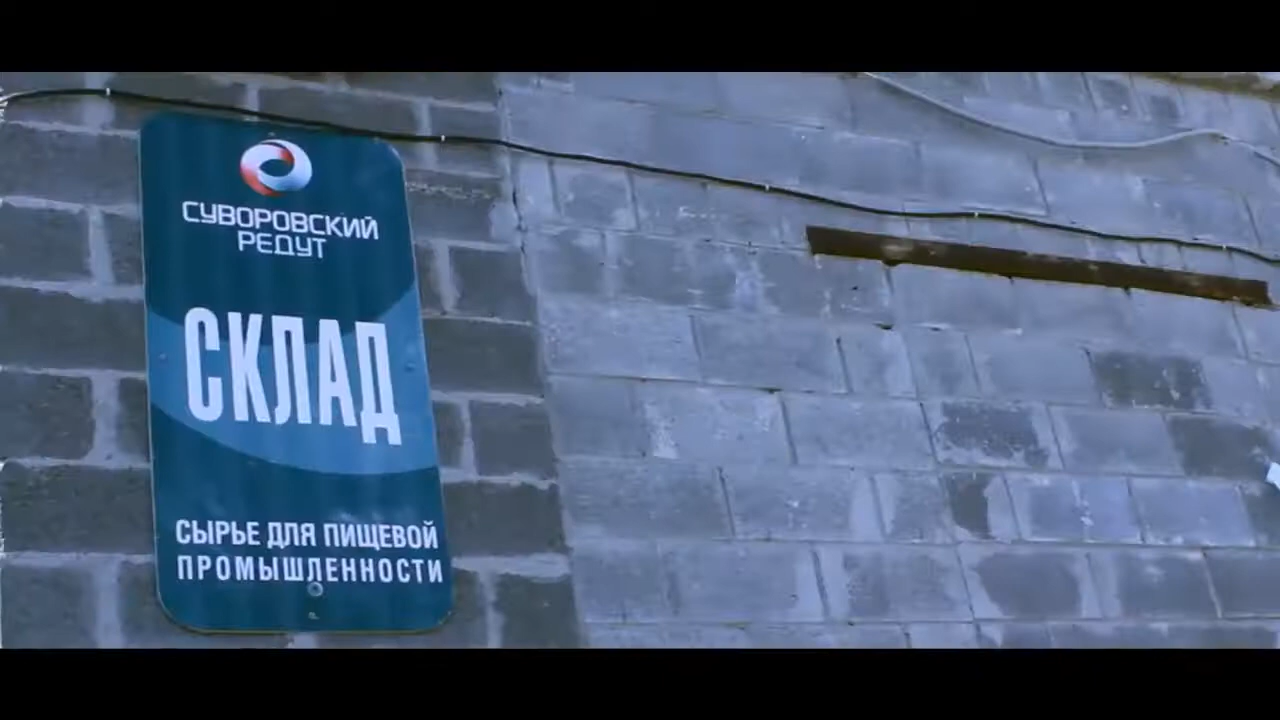 СУВОРОВСКИЙ
РЕДУТ
СКЛАД
СЫРЬЕ ДЛЯ ПИЩЕВОЙ
ПРОМЫШЛЕННОСТИ